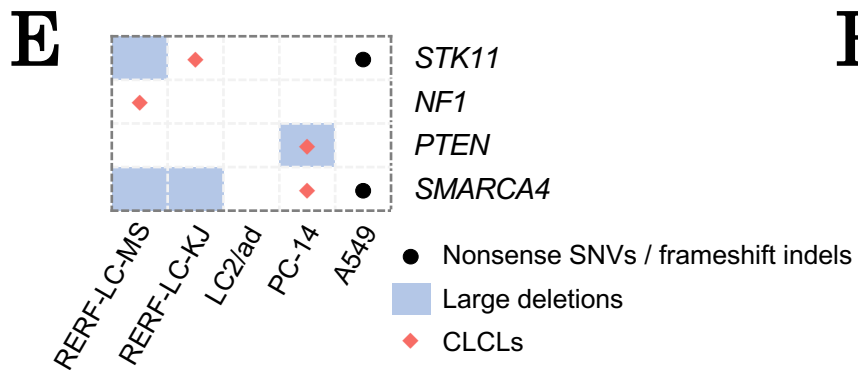 E
STK11
NF1
PTEN
SMARCA4
RERF-LC-MS
RERF-LC-KJ
LC2/ad
PC-14
A549
Nonsense SNVs / frameshift indels
Large deletions
CLCLs